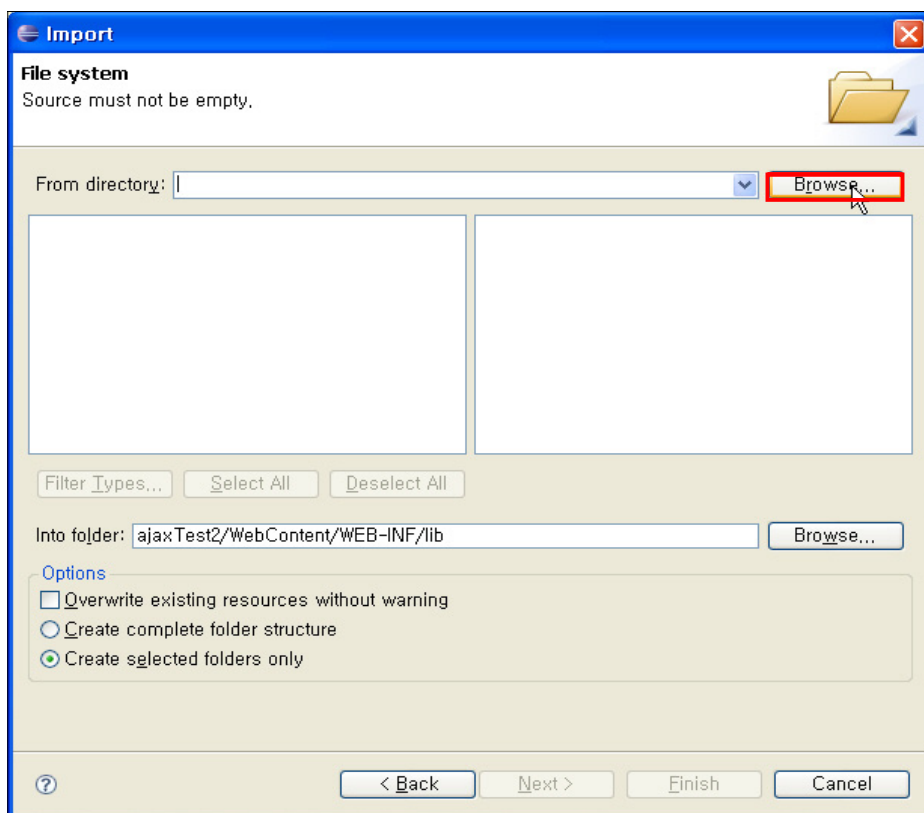 Import
File system
Source must not be empty.
From directory:
Browse...
Filter Types...
Select All
Deselect All
Into folder: ajaxTest2/WebContent/WEB-INF/lib
Browse...
Options
Overwrite existing resources without warning
Create complete folder structure
Create selected folders only
?
< Back
Next >
Finish
Cancel